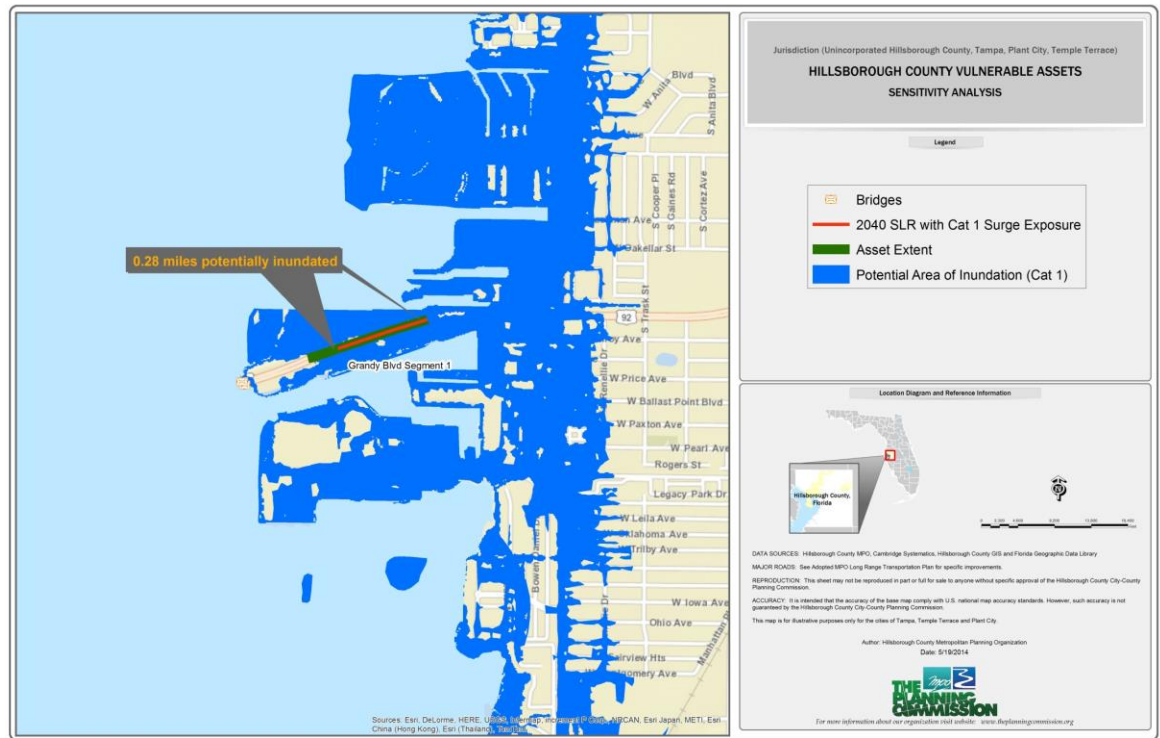 W Anita Blvd
S Anita Blvd
Ave
S Cooper Pl
S Gaines Rd
S Cortez Ave
Ave
Oakellar St
0.28 miles potentially inundated
S Trask St
92
oy Ave
Grandy Blvd Segment 1
Renellie Dr
W Price Ave
W Ballast Point Blvd
W Paxton Ave
W Pearl Ave
Rogers St
Legacy Park Dr
W Leila Ave
Oklahoma Ave
Trilby Ave
W Iowa Ave
Ohio Ave
Manhattan
Fairview Hts
Sources: Esri, DeLorme, HERE, USGS, Intermap, increment P Corp., NRCAN, Esri Japan, METI, Esri
China (Hong Kong), Esri (Thailand),
Jurisdiction (Unincorporated Hillsborough County, Tampa, Plant City, Temple Terrace)
HILLSBOROUGH COUNTY VULNERABLE ASSETS
SENSITIVITY ANALYSIS
Legend
Bridges
2040 SLR with Cat 1 Surge Exposure
Asset Extent
Potential Area of Inundation (Cat 1)
Location Diagram and Reference Information
Hillsborough County,
Florida
DATA SOURCES: Hillsborough County MPO, Cambridge Systematics, Hillsborough County GIS and Florida Geographic Data Library
MAJOR ROADS: See Adopted MPO Long Range Transportation Plan for specific improvements.
REPRODUCTION: This sheet may not be reproduced in part or full for sale to anyone without specific approval of the Hillsborough County City-County
Planning Commission.
ACCURACY: It is intended that the accuracy of the base map comply with U.S. national map accuracy standards. However, such accuracy is not
guaranteed by the Hillsborough County City-County Planning Commission.
This map is for illustrative purposes only for the cities of Tampa, Temple Terrace and Plant City.
Author: Hillsborough County Metropolitan Planning Organization
Date: 5/19/2014
mpo
THE
PLANNING
COMMISSION
For more information about our organization visit website: www.theplanningcommission.org